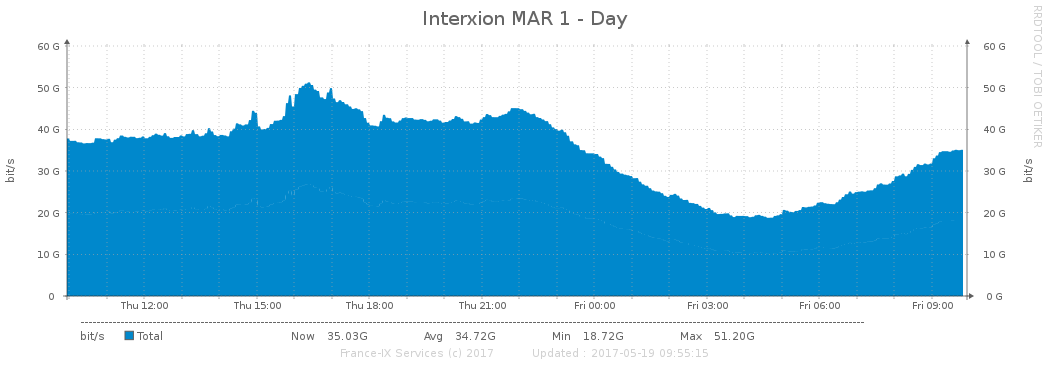 Interxion MAR 1 - Day
RRDTOOL / TOBI OETIKER
60 G 60 G
50 G 50 G
40 G 40 G
30 G 30 G
20 G 20 G
10 G 10 G
0 0 G
bit/s bit/s
Thu 12:00 Thu 15:00 Thu 18:00 Thu 21:00 Fri 00:00 Fri 03:00 Fri 06:00 Fri 09:00
bit/s Total Now 35.03G Avg 34.72G Min 18.72G Max 51.20G
France-IX Services (c) 2017 Updated : 2017-05-19 09:55:15